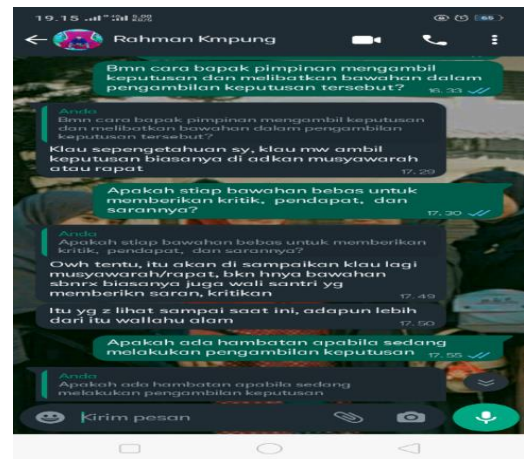 19.15
65
Rahman Kmpung
Bmn cara bapak pimpinan mengambil
keputusan dan melibatkan bawahan dalam
pengambilan keputusan tersebut?
16.33
Anda
Bmn cara bapak pimpinan mengambil keputusan
dan melibatkan bawahan dalam pengambilan
keputusan tersebut?
Klau sepengetahuan sy, klau mw ambil
keputusan biasanya di adkan musyawarah
atau rapat
17.29
Apakah stiap bawahan bebas untuk
memberikan kritik, pendapat, dan
sarannya?
17.30
Anda
Apakah stiap bawahan bebas untuk memberikan
kritik, pendapat, dan sarannya?
Owh tentu, itu akan di sampaikan klau lagi
musyawarah/rapat, bkn hnya bawahan
sbnrx biasanya juga wali santri yg
memberikn saran, kritikan
17.49
Itu yg z lihat sampai saat ini, adapun lebih
dari itu wallahu alam
17.50
Apakah ada hambatan apabila sedang
melakukan pengambilan keputusan
17.55
Anda
Apakah ada hambatan apabila sedang
melakukan pengambilan keputusan
Kirim pesan